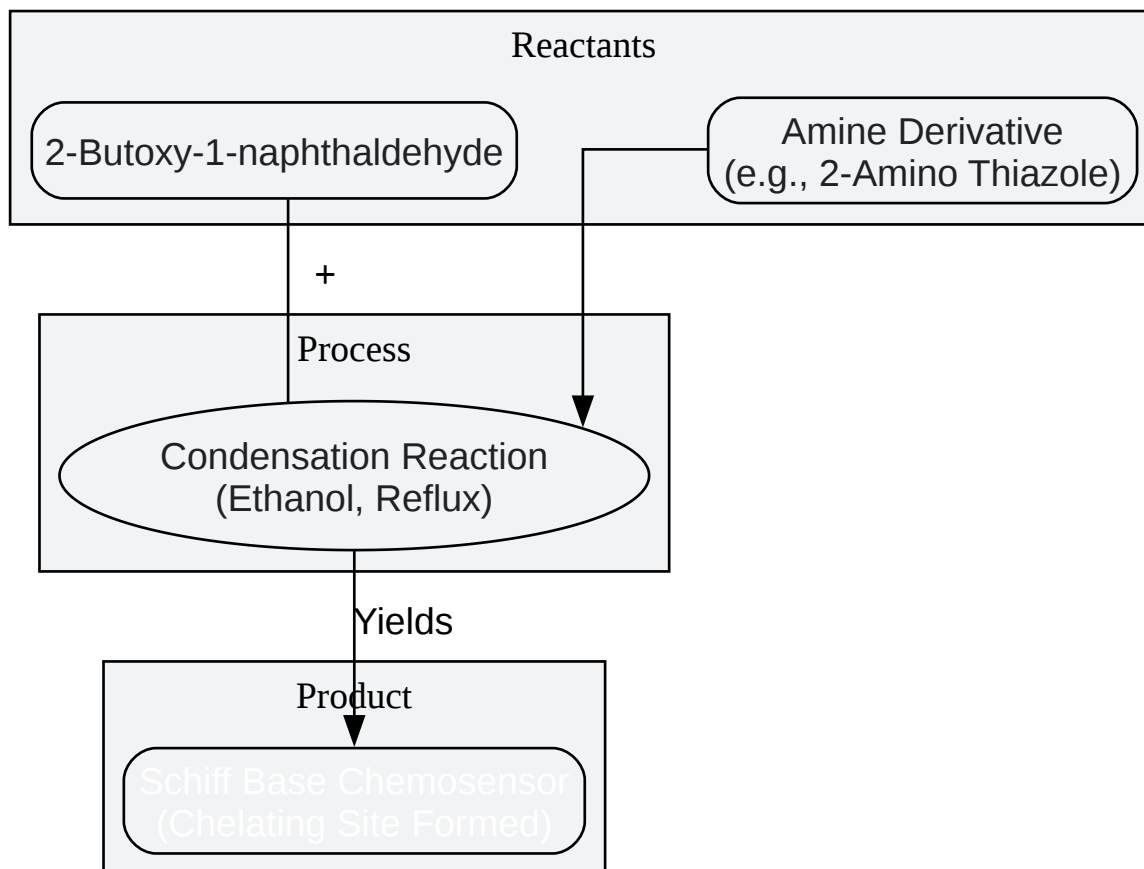 Reactants
2-Butoxy-1-naphthaldehyde
Amine Derivative
(e.g., 2-Amino Thiazole)
+
Process
Condensation Reaction
(Ethanol, Reflux)
Yields
Product
Schiff Base Chemosensor
(Chelating Site Formed)